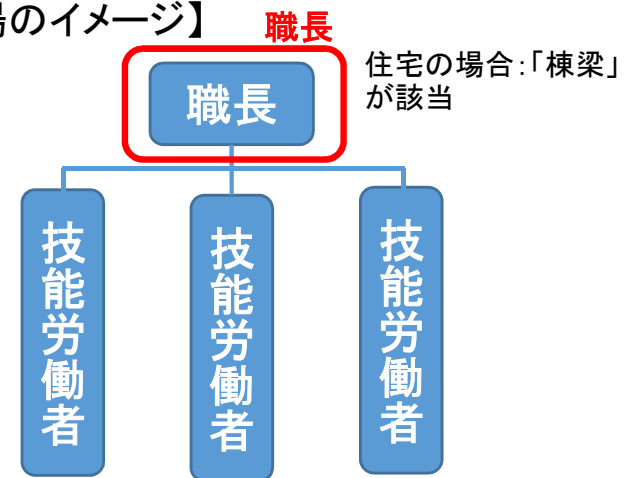 場のイメージ】
職長
職長
住宅の場合：「棟梁」
が該当
技能労働者
技能労働者
技能労働者